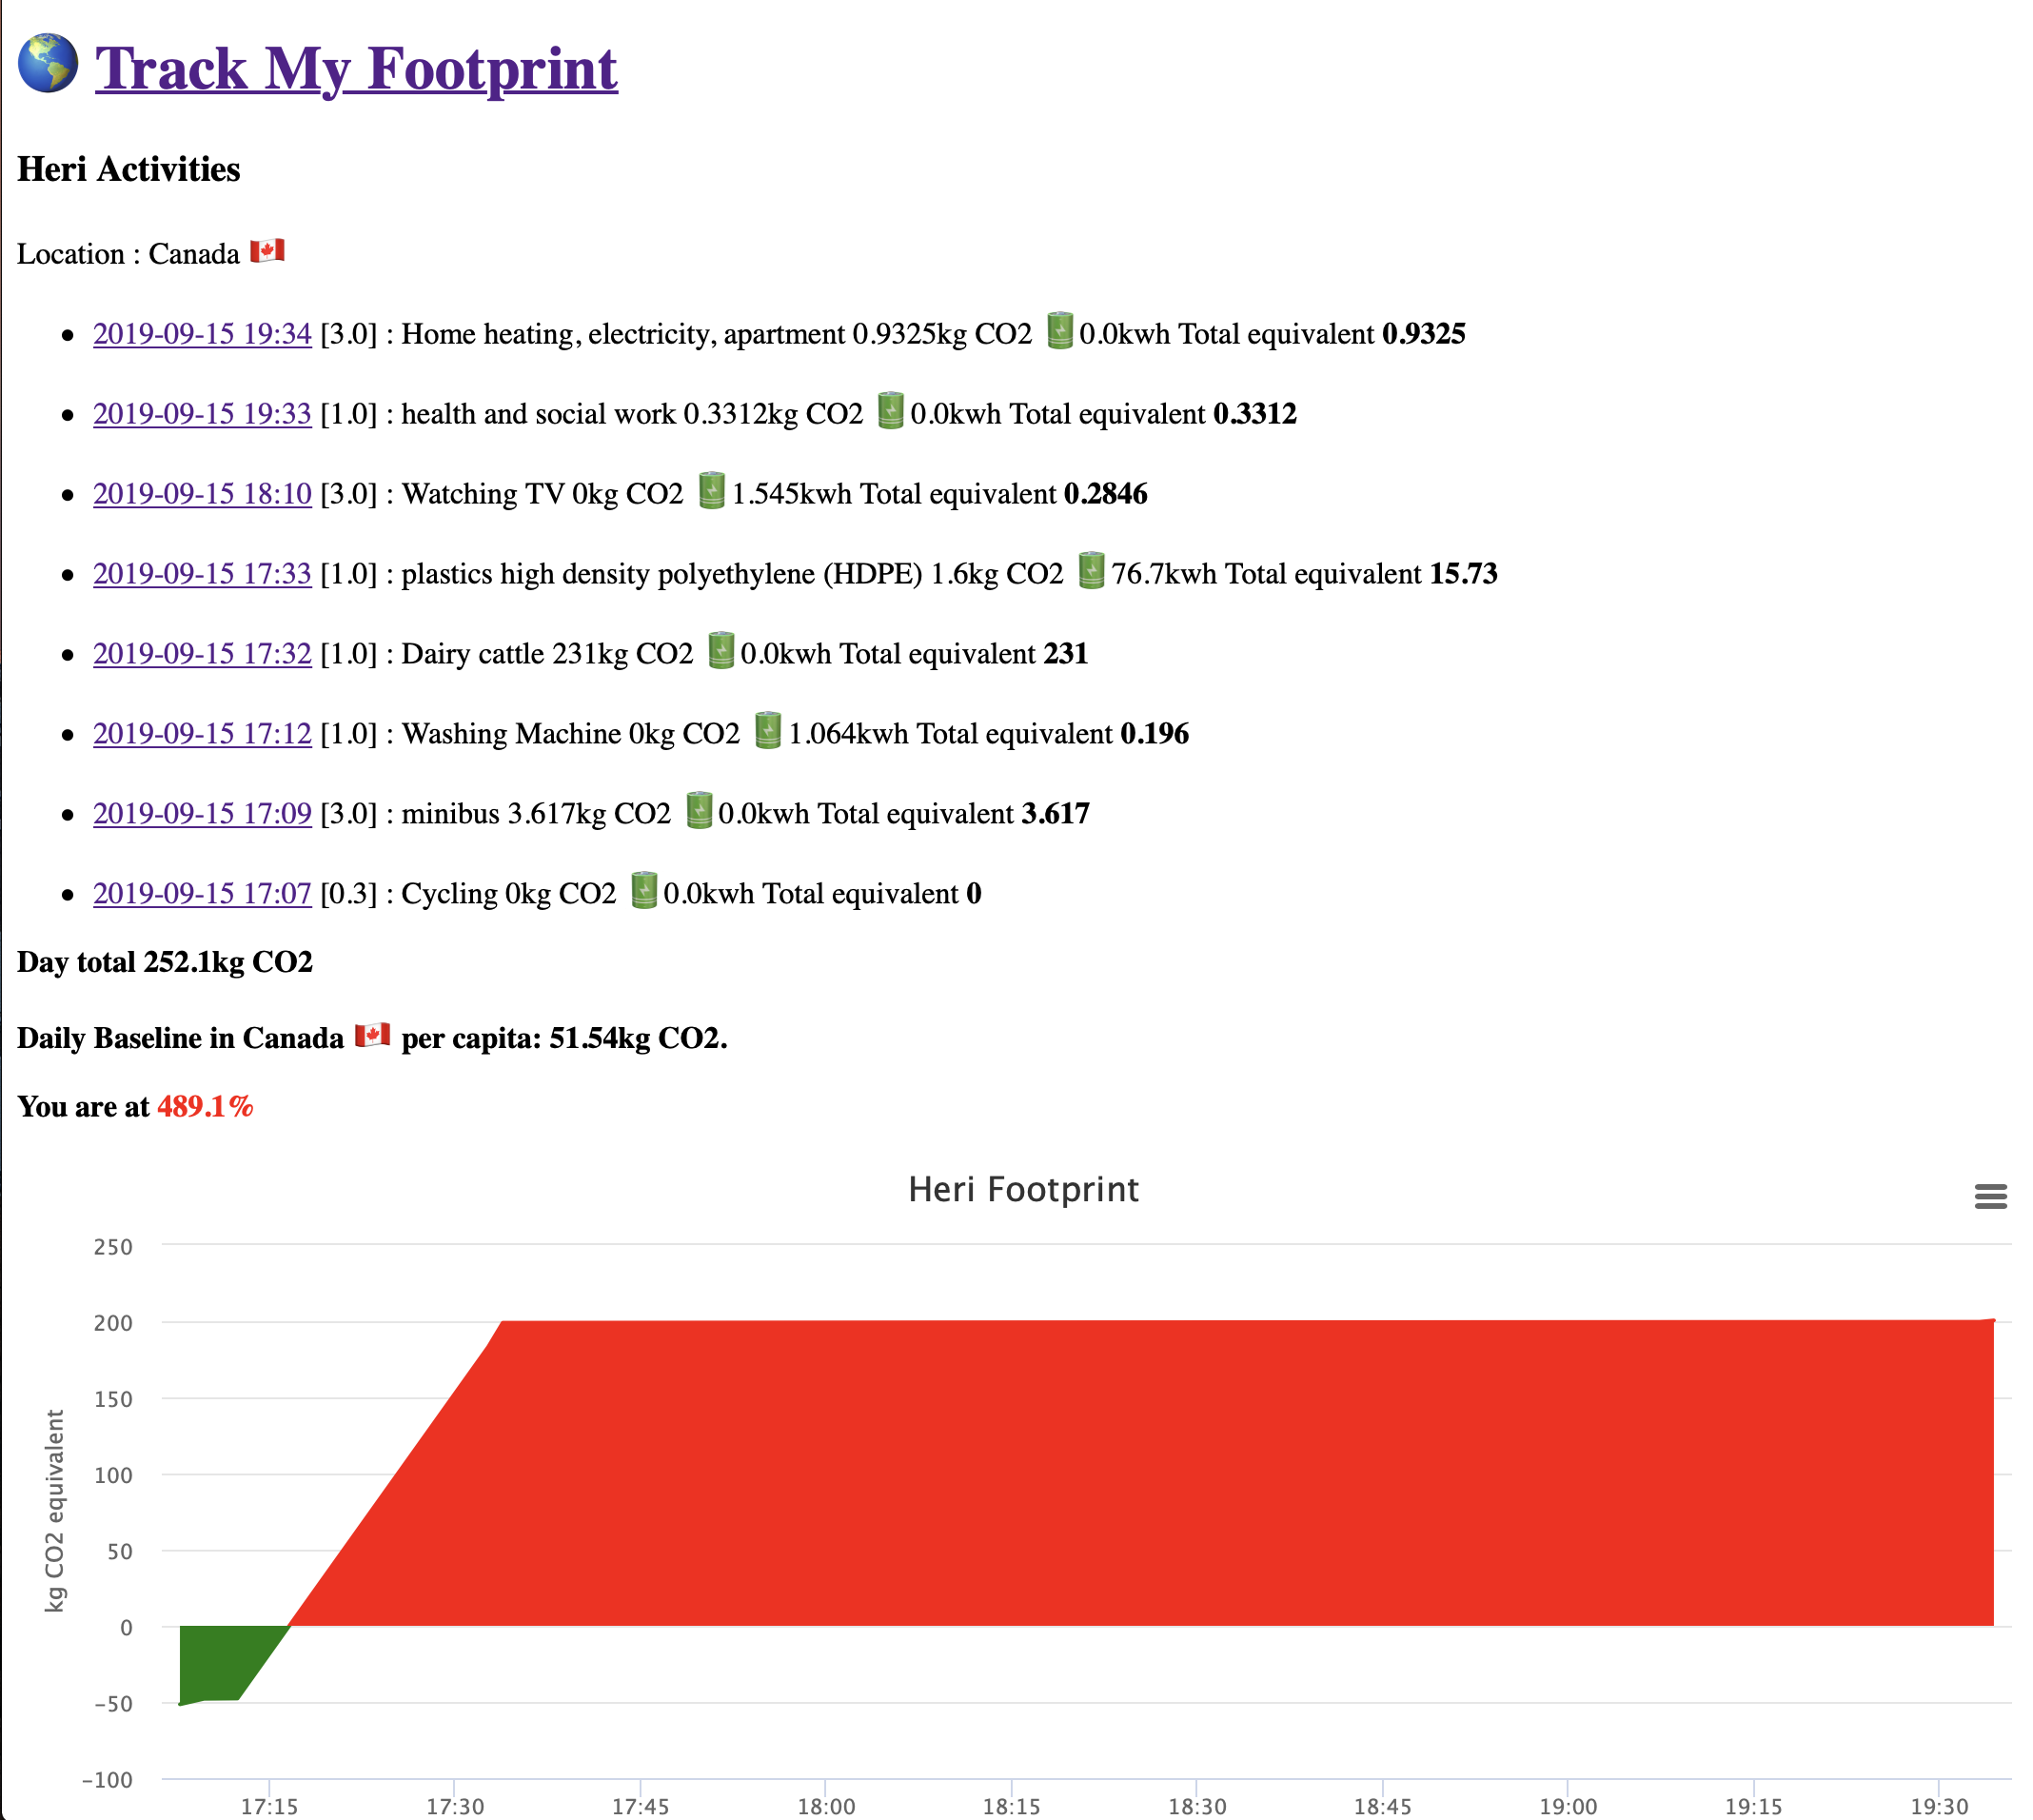 Track My Footprint
Heri Activities
Location : Canada
2019-09-15 19:34 [3.0] : Home heating, electricity, apartment 0.9325kg CO2 0.0kwh Total equivalent 0.9325
2019-09-15 19:33 [1.0] : health and social work 0.3312kg CO2 0.0kwh Total equivalent 0.3312
2019-09-15 18:10 [3.0] : Watching TV 0kg CO2 1.545kwh Total equivalent 0.2846
2019-09-15 17:33 [1.0] : plastics high density polyethylene (HDPE) 1.6kg CO2 76.7kwh Total equivalent 15.73
2019-09-15 17:32 [1.0] : Dairy cattle 231kg CO2 0.0kwh Total equivalent 231
2019-09-15 17:12 [1.0] : Washing Machine 0kg CO2 1.064kwh Total equivalent 0.196
2019-09-15 17:09 [3.0] : minibus 3.617kg CO2 0.0kwh Total equivalent 3.617
2019-09-15 17:07 [0.3] : Cycling 0kg CO2 0.0kwh Total equivalent 0
Day total 252.1kg CO2
Daily Baseline in Canada per capita: 51.54kg CO2.
You are at 489.1%
Heri Footprint
kg CO2 equivalent
250
200
150
100
50
0
−50
−100
17:15 17:30 17:45 18:00 18:15 18:30 18:45 19:00 19:15 19:30